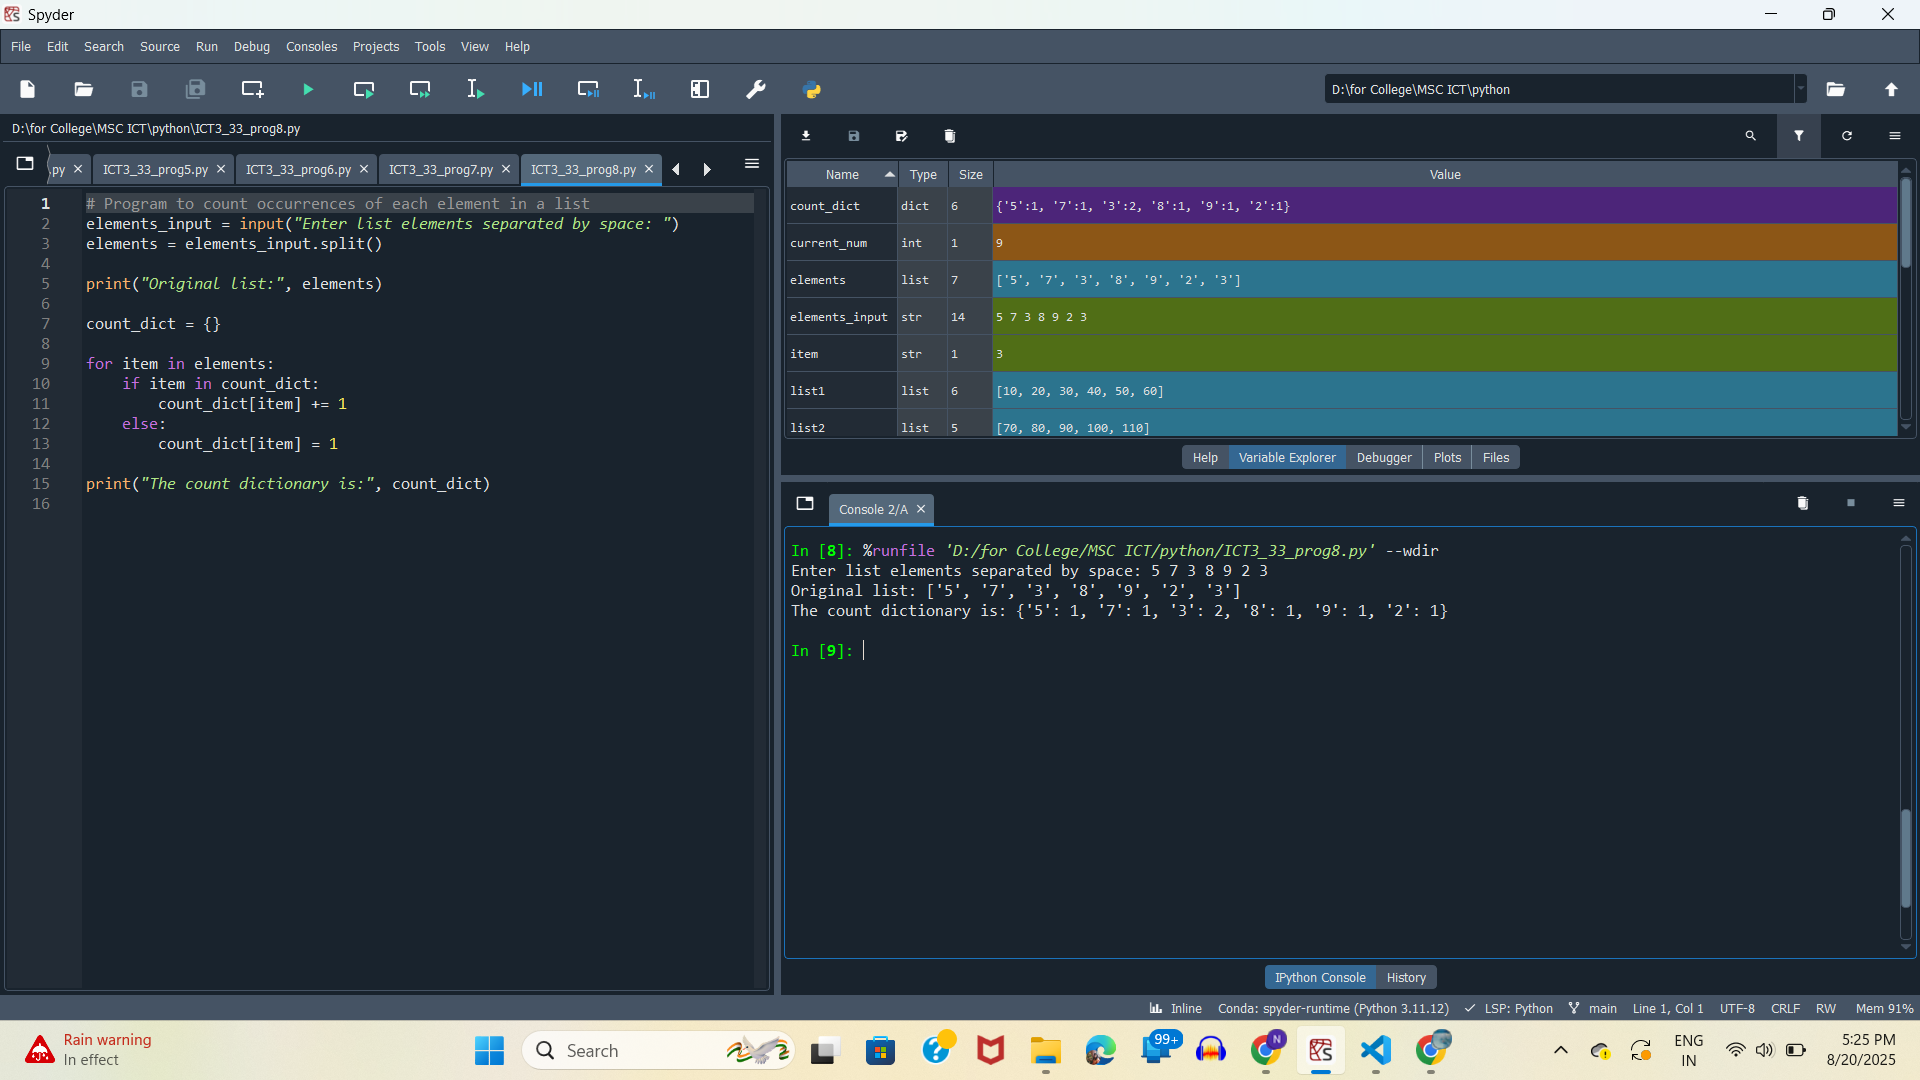 Spyder
File Edit Search Source Run Debug Consoles Projects Tools View Help
D:\for College\MSC ICT\python
D:\for College\MSC ICT\python\ICT3_33_prog8.py
.py ICT3_33_prog5.py ICT3_33_prog6.py ICT3_33_prog7.py ICT3_33_prog8.py
1 # Program to count occurrences of each element in a list
2 elements_input = input("Enter list elements separated by space: ")
3 elements = elements_input.split()
4
5 print("Original list:", elements)
6
7 count_dict = {}
8
9 for item in elements:
10     if item in count_dict:
11         count_dict[item] += 1
12     else:
13         count_dict[item] = 1
14
15 print("The count dictionary is:", count_dict)
16
Name Type Size Value
count_dict dict 6 {'5':1, '7':1, '3':2, '8':1, '9':1, '2':1}
current_num int 1 9
elements list 7 ['5', '7', '3', '8', '9', '2', '3']
elements_input str 14 5 7 3 8 9 2 3
item str 1 3
list1 list 6 [10, 20, 30, 40, 50, 60]
list2 list 5 [70, 80, 90, 100, 110]
Help Variable Explorer Debugger Plots Files
Console 2/A
In [8]: %runfile 'D:/for College/MSC ICT/python/ICT3_33_prog8.py' --wdir
Enter list elements separated by space: 5 7 3 8 9 2 3
Original list: ['5', '7', '3', '8', '9', '2', '3']
The count dictionary is: {'5': 1, '7': 1, '3': 2, '8': 1, '9': 1, '2': 1}
In [9]:
IPython Console History
Inline Conda: spyder-runtime (Python 3.11.12) LSP: Python main Line 1, Col 1 UTF-8 CRLF RW Mem 91%
Rain warning
In effect
Search
99+
N
ENG
IN
5:25 PM
8/20/2025